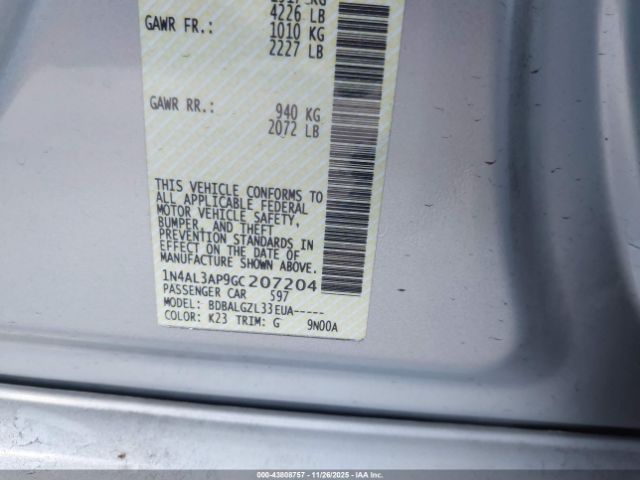 4226 LB
GAWR FR.: 1010 KG
2227 LB
GAWR RR.: 940 KG
2072 LB
THIS VEHICLE CONFORMS TO
ALL APPLICABLE FEDERAL
MOTOR VEHICLE SAFETY,
BUMPER, AND THEFT
PREVENTION STANDARDS IN
EFFECT ON THE DATE OF
MANUFACTURE SHOWN ABOVE.
1N4AL3AP9GC207204
PASSENGER CAR 597
MODEL: BDBALGZL33EUA-----
COLOR: K23 TRIM: G 9N00A
000-43808757 | 11/26/2025 | IAA Inc.